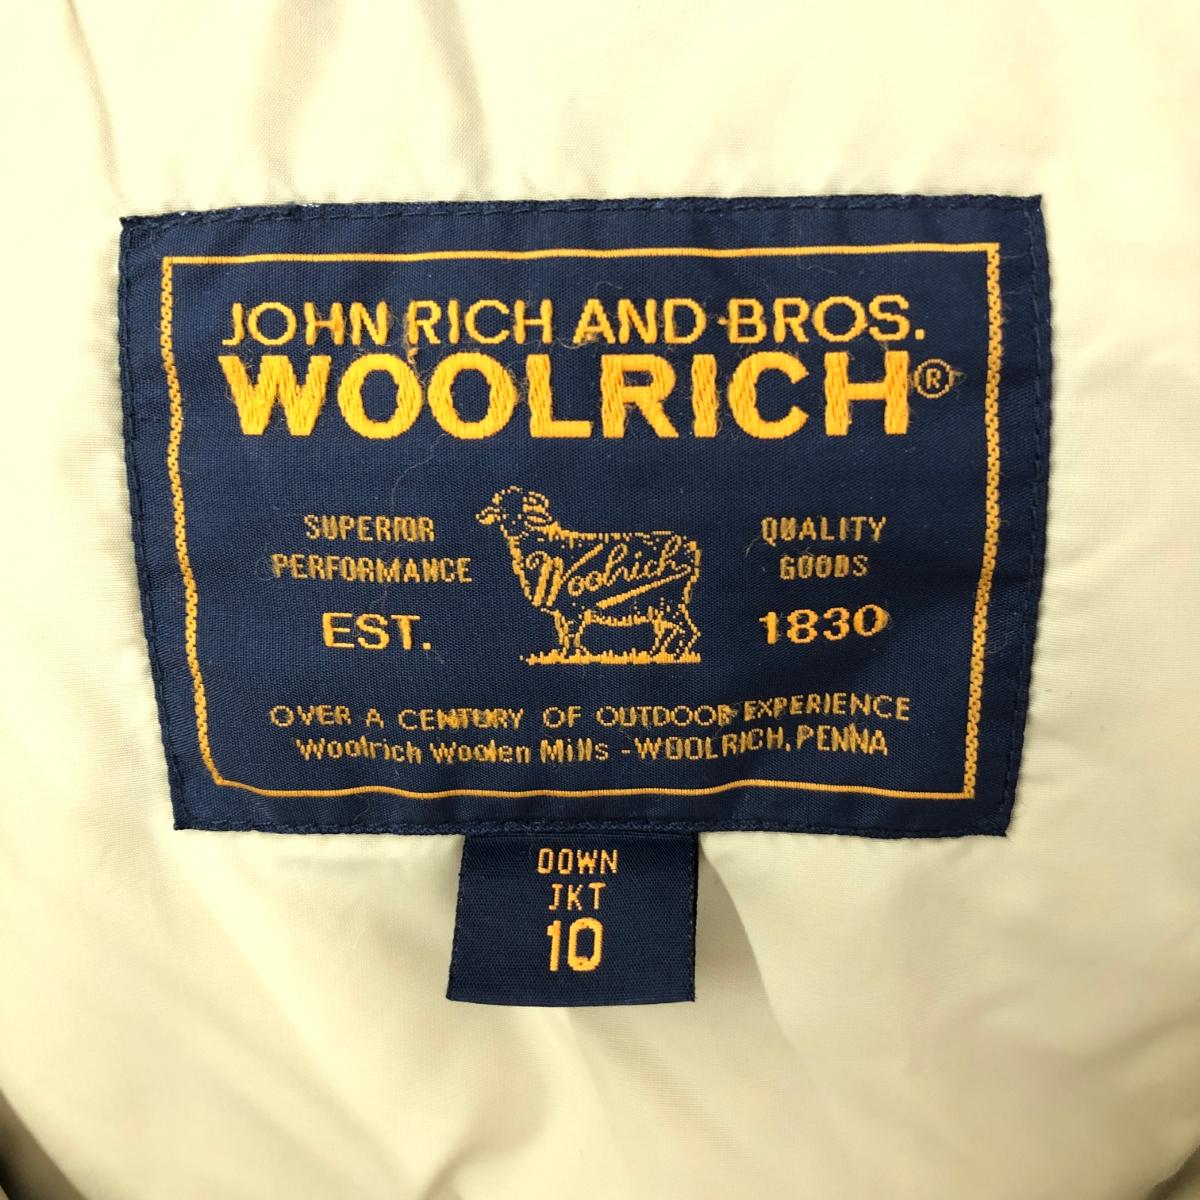 JOHN RICH AND BROS.
WOOLRICH®
SUPERIOR
PERFORMANCE
EST.
Woolrich
QUALITY
GOODS
1830
OVER A CENTURY OF OUTDOOR EXPERIENCE
Woolrich Woolen Mills - WOOLRICH, PENNA
DOWN
JKT
10